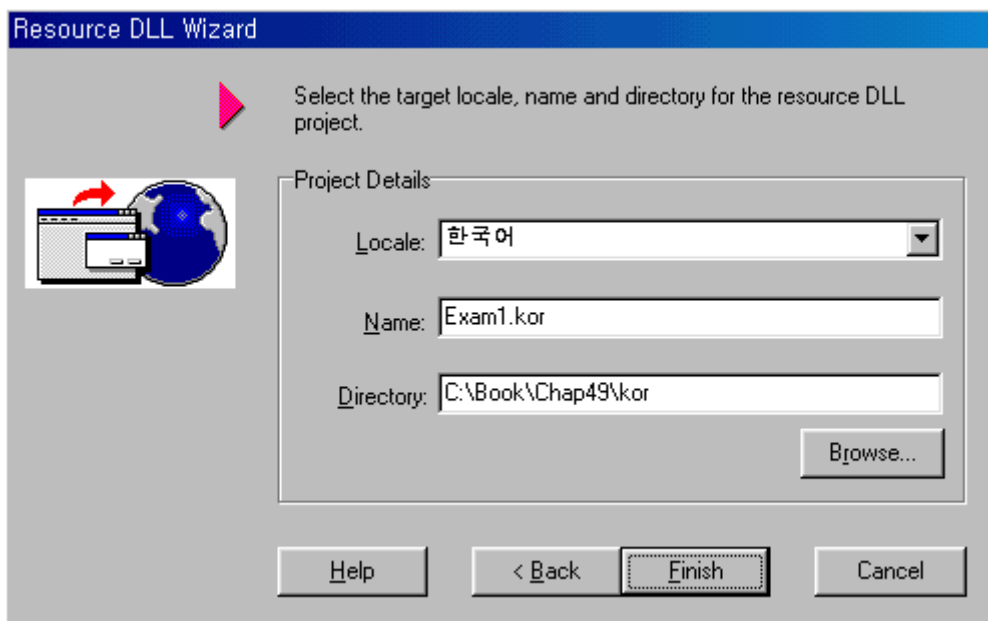 Resource DLL Wizard
Select the target locale, name and directory for the resource DLL
project.
Project Details
Locale: 한국어
Name: Exam1.kor
Directory: C:\Book\Chap49\kor
Browse...
Help < Back Finish Cancel